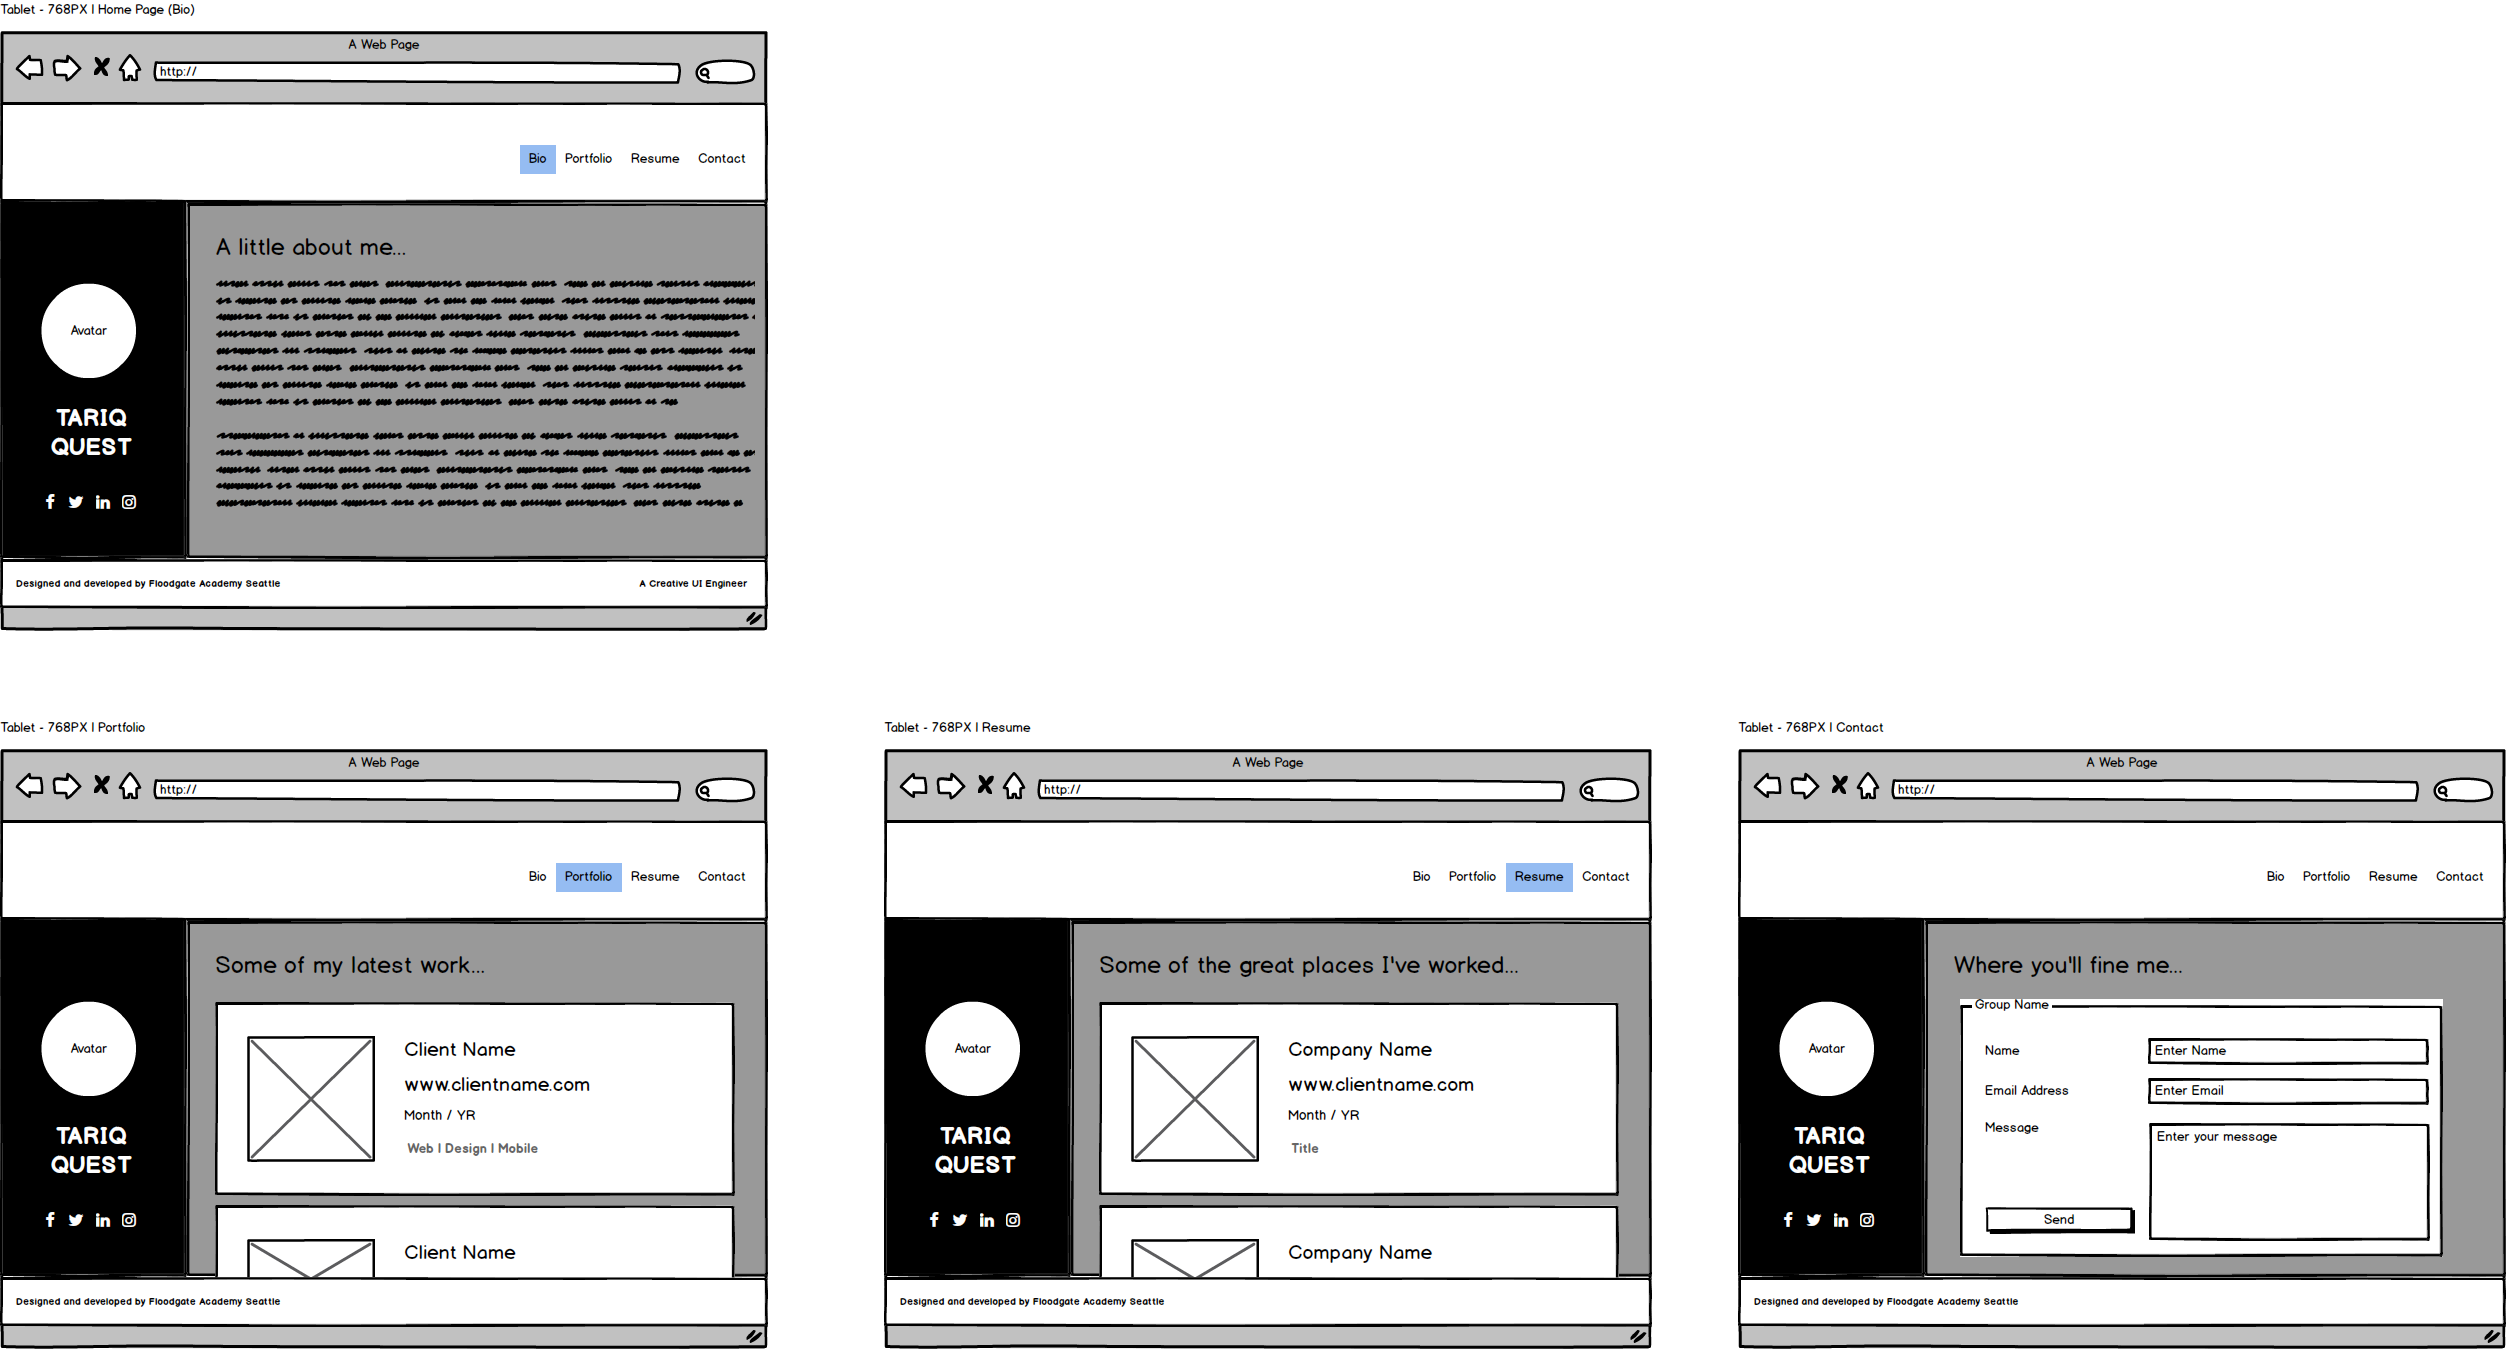 Tablet - 768PX | Home Page (Bio)
A Web Page
http://
Bio Portfolio Resume Contact
A little about me...
Avatar
TARIQ
QUEST
Designed and developed by Floodgate Academy Seattle
A Creative UI Engineer
Tablet - 768PX | Portfolio
A Web Page
http://
Bio Portfolio Resume Contact
Some of my latest work...
Avatar
TARIQ
QUEST
Client Name
www.clientname.com
Month / YR
Web | Design | Mobile
Client Name
Designed and developed by Floodgate Academy Seattle
Tablet - 768PX | Resume
A Web Page
http://
Bio Portfolio Resume Contact
Some of the great places I've worked...
Avatar
TARIQ
QUEST
Company Name
www.clientname.com
Month / YR
Title
Company Name
Designed and developed by Floodgate Academy Seattle
Tablet - 768PX | Contact
A Web Page
http://
Bio Portfolio Resume Contact
Where you'll fine me...
Avatar
TARIQ
QUEST
Group Name
Name
Enter Name
Email Address
Enter Email
Message
Enter your message
Send
Designed and developed by Floodgate Academy Seattle